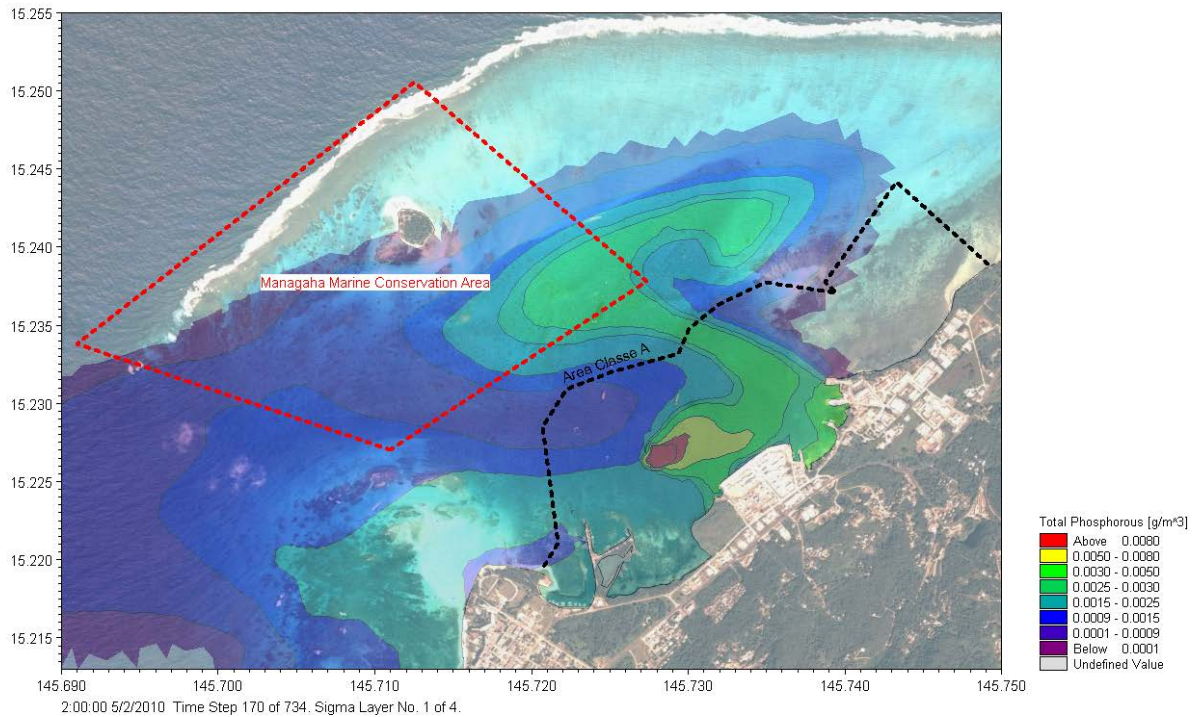 15.255
15.250
15.245
15.240
15.235
15.230
15.225
15.220
15.215
Managaha Marine Conservation Area
Area Classe A
145.690 145.700 145.710 145.720 145.730 145.740 145.750
2:00:00 5/2/2010 Time Step 170 of 734. Sigma Layer No. 1 of 4.
Total Phosphorous [g/m^3]
Above 0.0080
0.0050 - 0.0080
0.0030 - 0.0050
0.0025 - 0.0030
0.0015 - 0.0025
0.0009 - 0.0015
0.0001 - 0.0009
Below 0.0001
Undefined Value